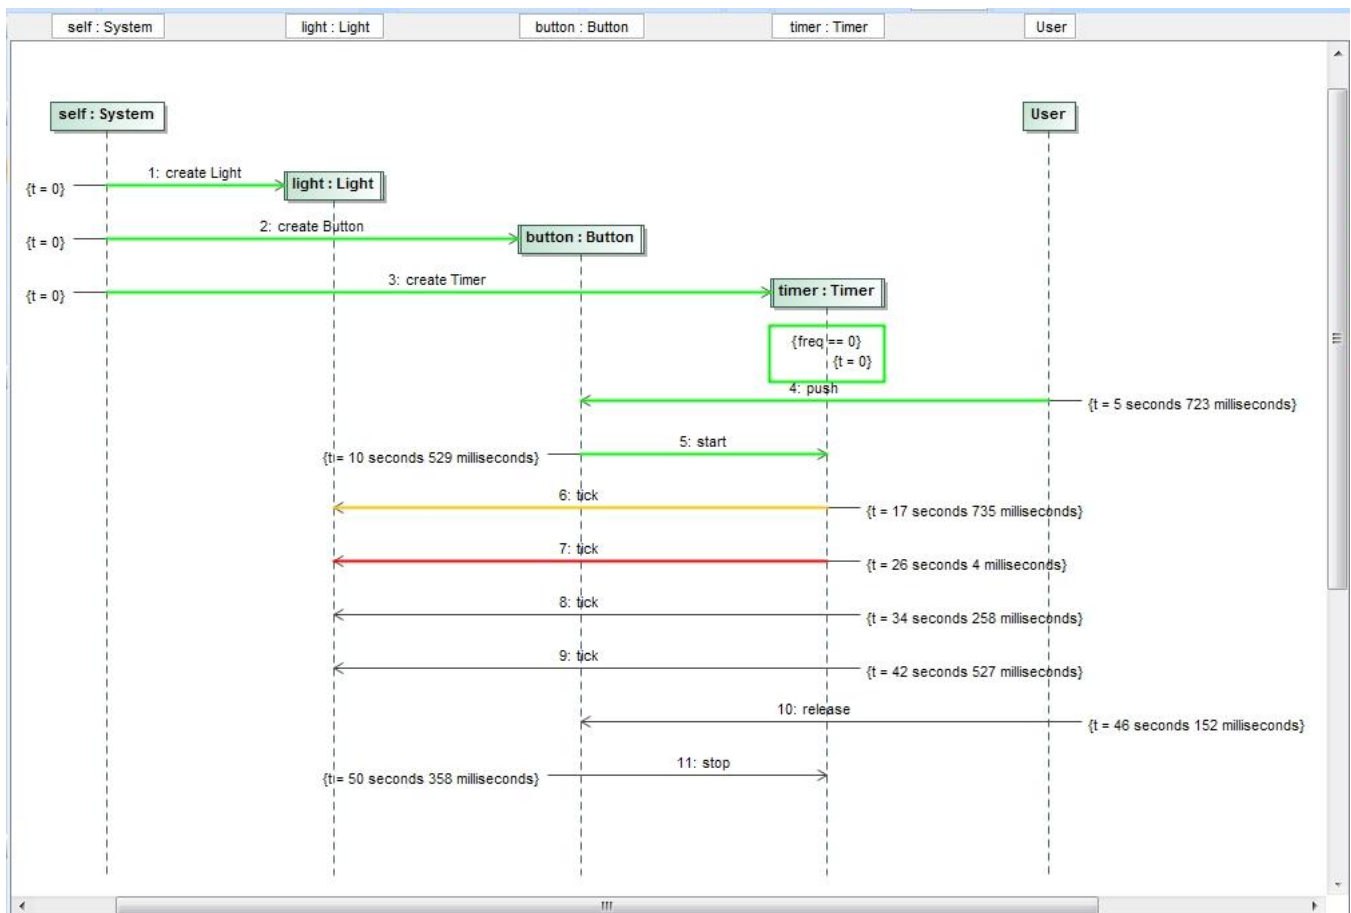 self : System
light : Light
button : Button
timer : Timer
User
self : System
User
1: create Light
{t = 0}
light : Light
2: create Button
{t = 0}
button : Button
3: create Timer
{t = 0}
timer : Timer
{freq == 0}
{t = 0}
4: push
{t = 5 seconds 723 milliseconds}
5: start
{t = 10 seconds 529 milliseconds}
6: tick
{t = 17 seconds 735 milliseconds}
7: tick
{t = 26 seconds 4 milliseconds}
8: tick
{t = 34 seconds 258 milliseconds}
9: tick
{t = 42 seconds 527 milliseconds}
10: release
{t = 46 seconds 152 milliseconds}
11: stop
{t = 50 seconds 358 milliseconds}